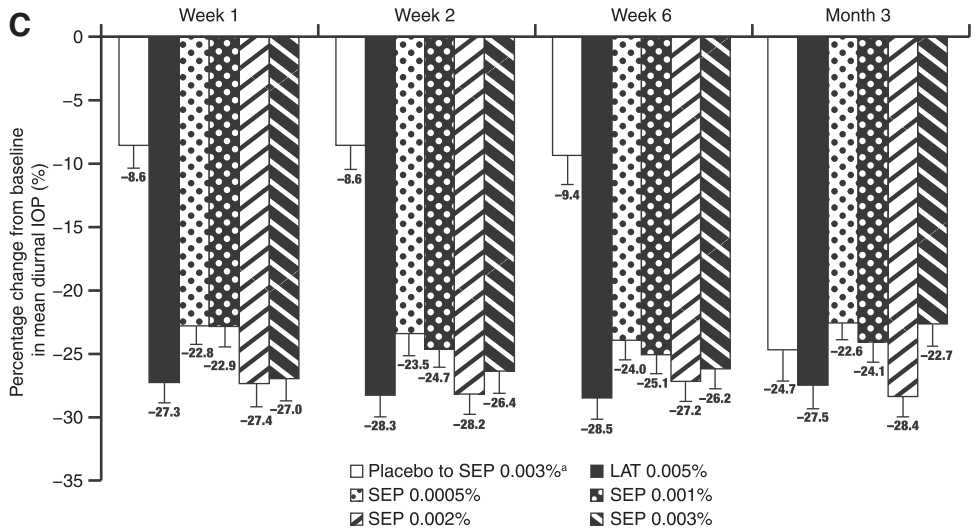 C
Week 1 Week 2 Week 6 Month 3
Percentage change from baseline
in mean diurnal IOP (%)
0
−5
−10
−15
−20
−25
−30
−35
−8.6 −27.3 −22.8 −22.9 −27.4 −27.0
−8.6 −28.3 −23.5 −24.7 −28.2 −26.4
−9.4 −28.5 −24.0 −25.1 −27.2 −26.2
−24.7 −27.5 −22.6 −24.1 −28.4 −22.7
Placebo to SEP 0.003%ᵃ LAT 0.005%
SEP 0.0005% SEP 0.001%
SEP 0.002% SEP 0.003%